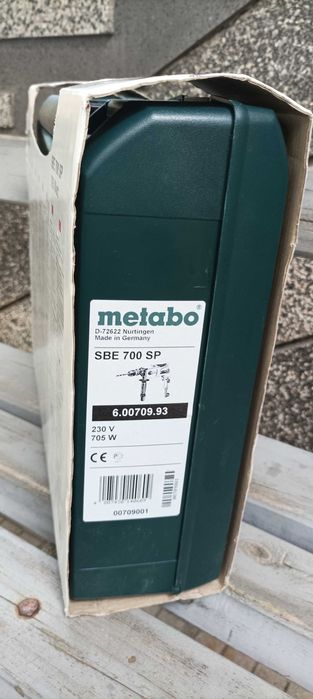 metabo®
D-72622 Nürtingen
Made in Germany
SBE 700 SP
6.00709.93
230 V
705 W
CE
00709001